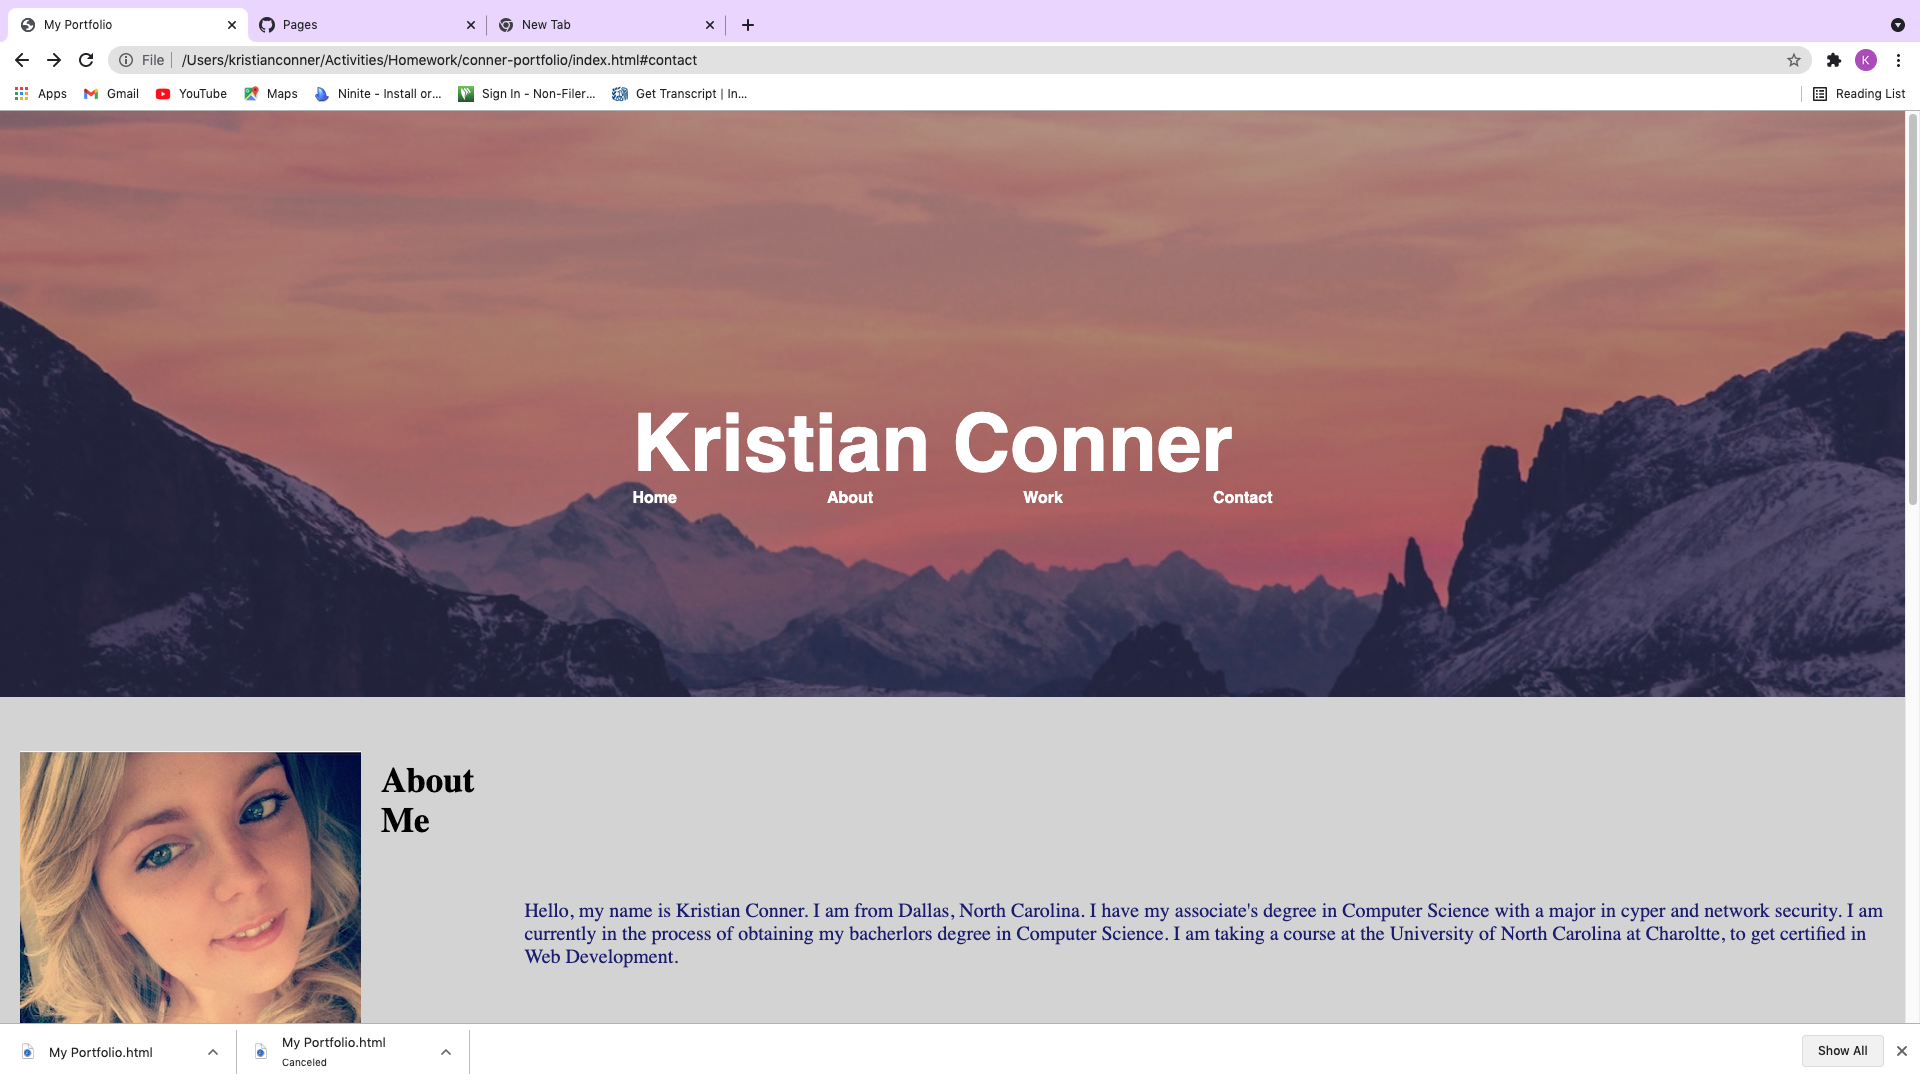 My Portfolio
Pages
New Tab
File
/Users/kristianconner/Activities/Homework/conner-portfolio/index.html#contact
K
Apps
Gmail
YouTube
Maps
Ninite - Install or...
Sign In - Non-Filer...
Get Transcript | In...
Reading List
Kristian Conner
Home About Work Contact
About
Me
Hello, my name is Kristian Conner. I am from Dallas, North Carolina. I have my associate's degree in Computer Science with a major in cyper and network security. I am
currently in the process of obtaining my bacherlors degree in Computer Science. I am taking a course at the University of North Carolina at Charoltte, to get certified in
Web Development.
My Portfolio.html
My Portfolio.html
Canceled
Show All